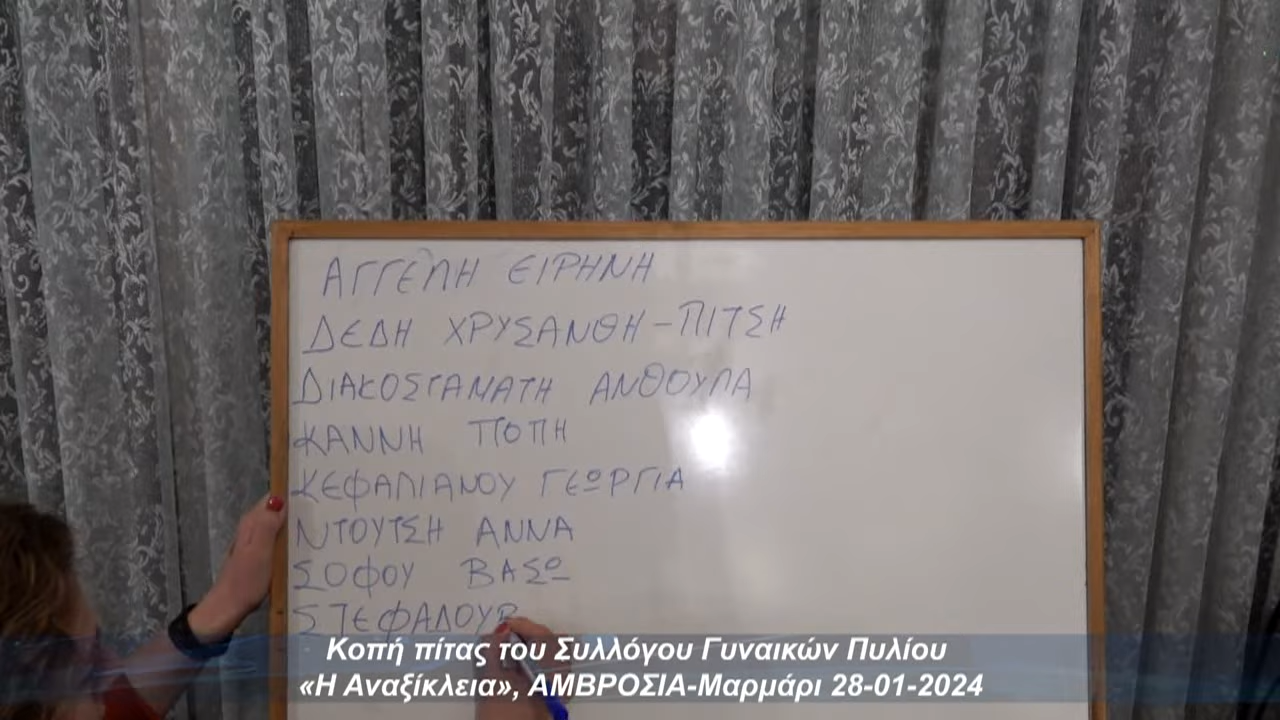 ΑΓΓΕΛΗ ΕΙΡΗΝΗ
ΔΕΔΗ ΧΡΥΣΑΝΘΗ-ΠΙΤΣΗ
ΔΙΑΚΟΣΤΑΜΑΤΗ ΑΝΘΟΥΛΑ
ΚΑΝΝΗ ΠΟΠΗ
ΚΕΦΑΛΙΑΝΟΥ ΓΕΩΡΓΙΑ
ΝΤΟΥΤΣΗ ΑΝΝΑ
ΣΟΦΟΥ ΒΑΣΩ
Κοπή πίτας του Συλλόγου Γυναικών Πυλίου
«Η Αναξίκλεια», ΑΜΒΡΟΣΙΑ-Μαρμάρι 28-01-2024